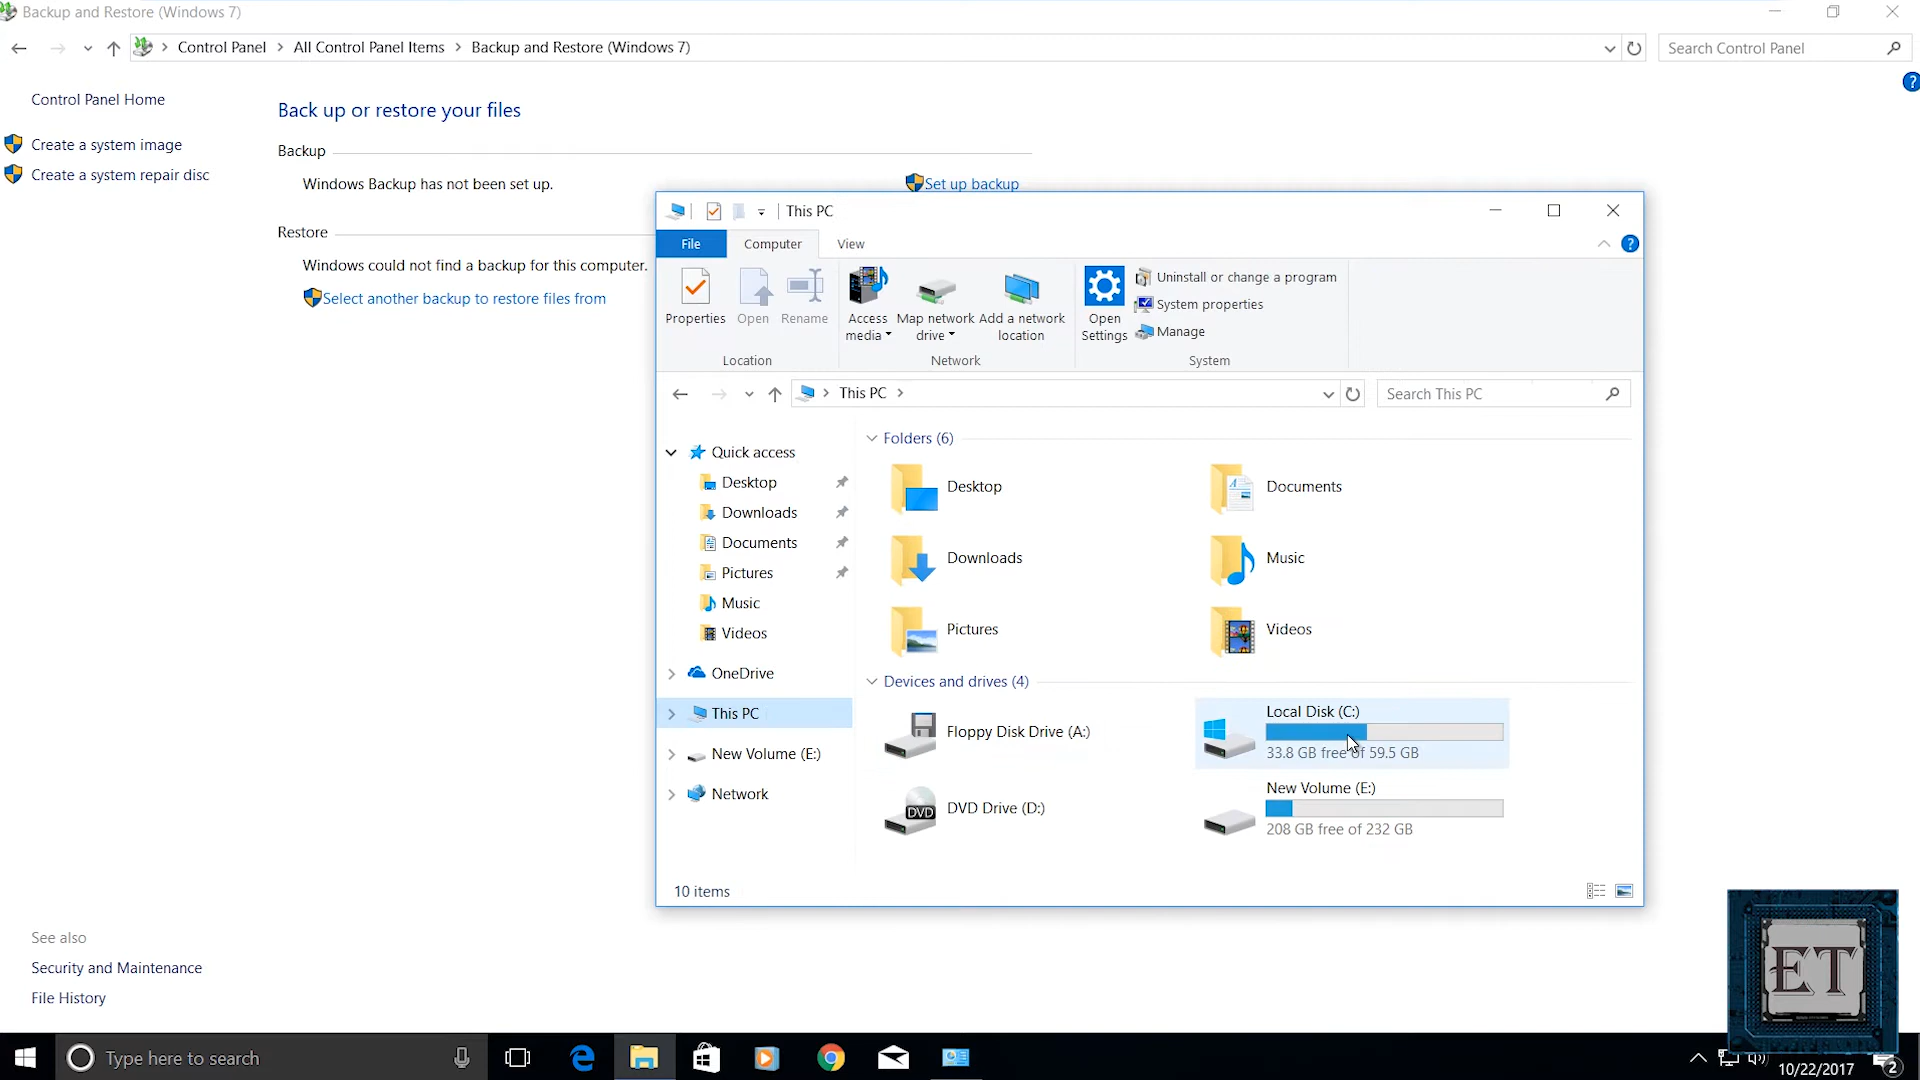 Backup and Restore (Windows 7)
Control Panel
All Control Panel Items
Backup and Restore (Windows 7)
Search Control Panel
Control Panel Home
Create a system image
Create a system repair disc
Back up or restore your files
Backup
Windows Backup has not been set up.
Set up backup
Restore
Windows could not find a backup for this computer.
Select another backup to restore files from
See also
Security and Maintenance
File History
This PC
File
Computer
View
Properties
Open
Rename
Location
Access
media
Map network
drive
Add a network
location
Network
Open
Settings
Uninstall or change a program
System properties
Manage
System
This PC
Search This PC
Quick access
Desktop
Downloads
Documents
Pictures
Music
Videos
OneDrive
This PC
New Volume (E:)
Network
Folders (6)
Desktop
Documents
Downloads
Music
Pictures
Videos
Devices and drives (4)
Floppy Disk Drive (A:)
Local Disk (C:)
33.8 GB free of 59.5 GB
DVD
DVD Drive (D:)
New Volume (E:)
208 GB free of 232 GB
10 items
ET
Type here to search
10/22/2017
2